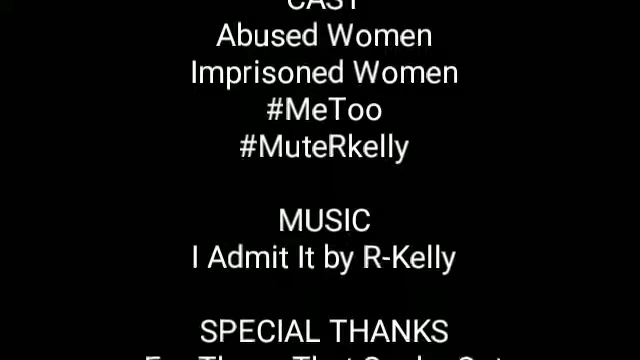 CAST
Abused Women
Imprisoned Women
#MeToo
#MuteRkelly
MUSIC
I Admit It by R-Kelly
SPECIAL THANKS